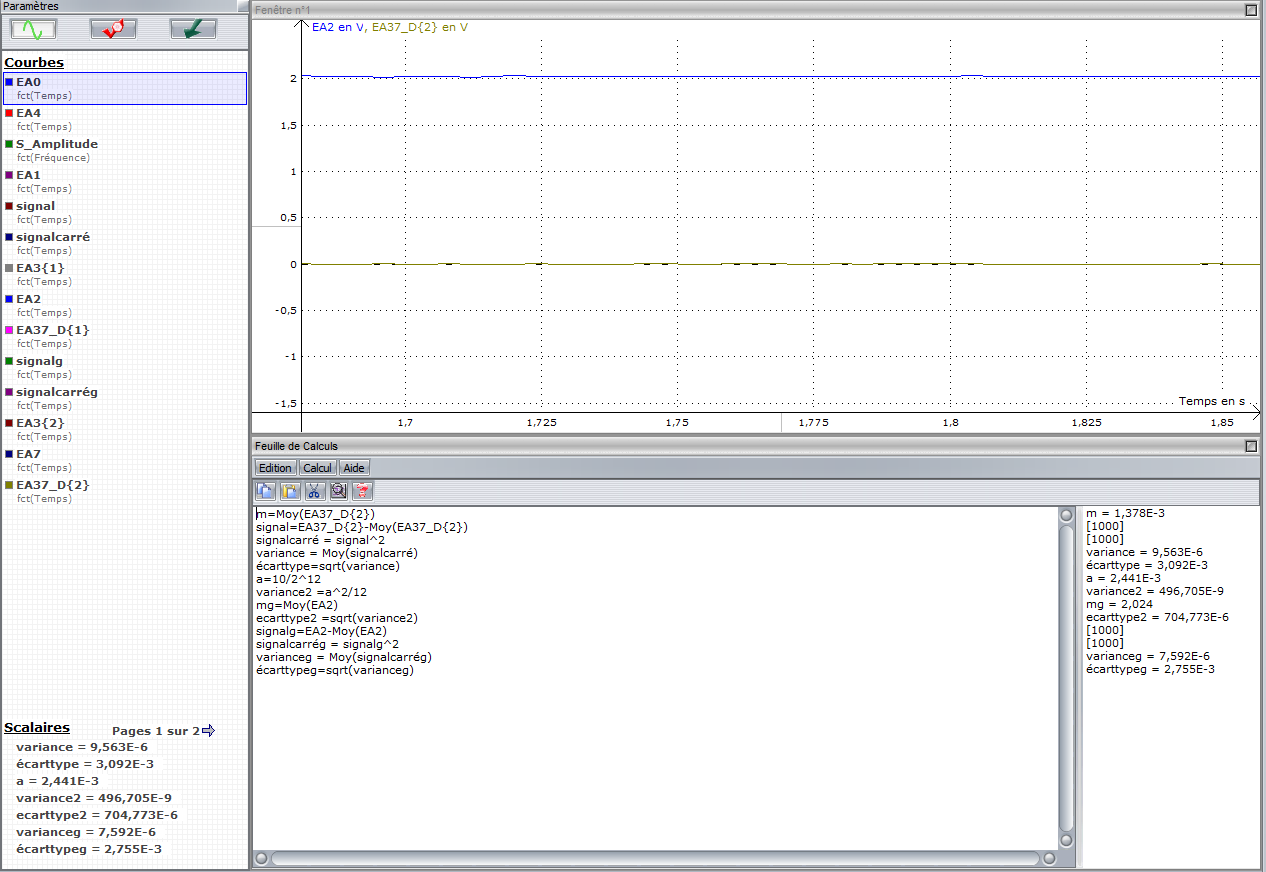 Paramètres
Courbes
EA0
fct(Temps)
EA4
fct(Temps)
S_Amplitude
fct(Fréquence)
EA1
fct(Temps)
signal
fct(Temps)
signalcarré
fct(Temps)
EA3{1}
fct(Temps)
EA2
fct(Temps)
EA37_D{1}
fct(Temps)
signalg
fct(Temps)
signalcarrég
fct(Temps)
EA3{2}
fct(Temps)
EA7
fct(Temps)
EA37_D{2}
fct(Temps)
Scalaires Pages 1 sur 2
variance = 9,563E-6
écarttype = 3,092E-3
a = 2,441E-3
variance2 = 496,705E-9
ecarttype2 = 704,773E-6
varianceg = 7,592E-6
écarttypeg = 2,755E-3
Fenêtre n°1
EA2 en V, EA37_D{2} en V
2
1,5
1
0,5
0
-0,5
-1
-1,5
Temps en s
1,7 1,725 1,75 1,775 1,8 1,825 1,85
Feuille de Calculs
Edition Calcul Aide
m=Moy(EA37_D{2})
signal=EA37_D{2}-Moy(EA37_D{2})
signalcarré = signal^2
variance = Moy(signalcarré)
écarttype=sqrt(variance)
a=10/2^12
variance2 =a^2/12
mg=Moy(EA2)
ecarttype2 =sqrt(variance2)
signalg=EA2-Moy(EA2)
signalcarrég = signalg^2
varianceg = Moy(signalcarrég)
écarttypeg=sqrt(varianceg)
m = 1,378E-3
[1000]
[1000]
variance = 9,563E-6
écarttype = 3,092E-3
a = 2,441E-3
variance2 = 496,705E-9
mg = 2,024
ecarttype2 = 704,773E-6
[1000]
[1000]
varianceg = 7,592E-6
écarttypeg = 2,755E-3